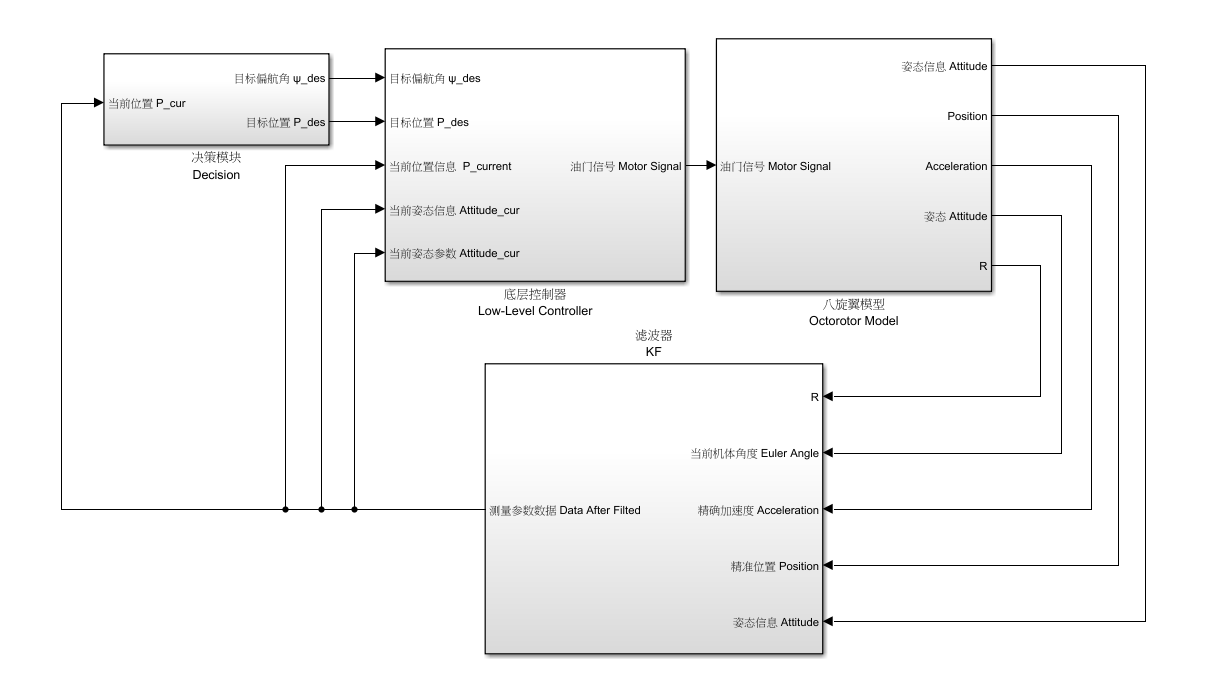 目标偏航角 ψ_des
当前位置 P_cur
目标位置 P_des
决策模块
Decision
目标偏航角 ψ_des
目标位置 P_des
当前位置信息 P_current
当前姿态信息 Attitude_cur
当前姿态参数 Attitude_cur
油门信号 Motor Signal
底层控制器
Low-Level Controller
油门信号 Motor Signal
姿态信息 Attitude
Position
Acceleration
姿态 Attitude
R
八旋翼模型
Octorotor Model
滤波器
KF
R
当前机体角度 Euler Angle
测量参数数据 Data After Filted
精确加速度 Acceleration
精准位置 Position
姿态信息 Attitude